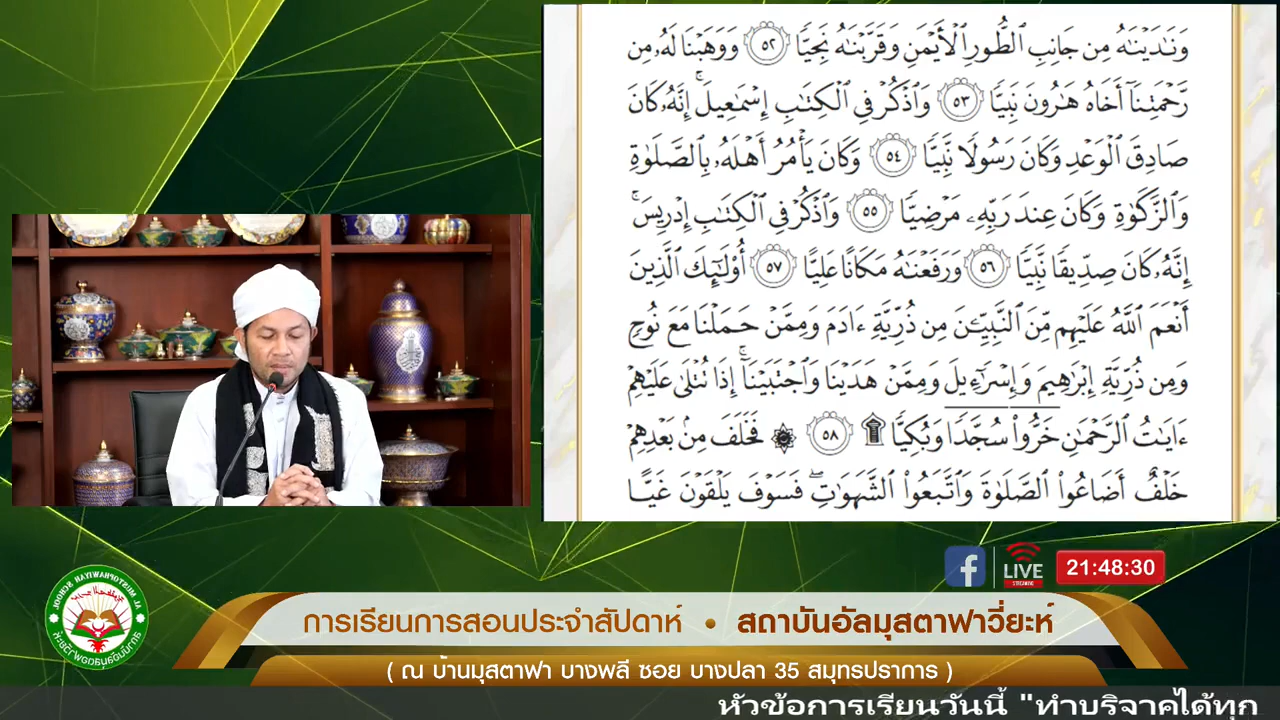 وَنَٰدَيۡنَٰهُ مِن جَانِبِ ٱلطُّورِ ٱلۡأَيۡمَنِ وَقَرَّبۡنَٰهُ نَجِيّٗا ٥٢ وَوَهَبۡنَا لَهُۥ مِن
رَّحۡمَتِنَآ أَخَاهُ هَٰرُونَ نَبِيّٗا ٥٣ وَٱذۡكُرۡ فِي ٱلۡكِتَٰبِ إِسۡمَٰعِيلَۚ إِنَّهُۥ كَانَ
صَادِقَ ٱلۡوَعۡدِ وَكَانَ رَسُولٗا نَّبِيّٗا ٥٤ وَكَانَ يَأۡمُرُ أَهۡلَهُۥ بِٱلصَّلَوٰةِ
وَٱلزَّكَوٰةِ وَكَانَ عِندَ رَبِّهِۦ مَرۡضِيّٗا ٥٥ وَٱذۡكُرۡ فِي ٱلۡكِتَٰبِ إِدۡرِيسَۚ
إِنَّهُۥ كَانَ صِدِّيقٗا نَّبِيّٗا ٥٦ وَرَفَعۡنَٰهُ مَكَانًا عَلِيًّا ٥٧ أُوْلَٰٓئِكَ ٱلَّذِينَ
أَنۡعَمَ ٱللَّهُ عَلَيۡهِم مِّنَ ٱلنَّبِيِّـۧنَ مِن ذُرِّيَّةِ ءَادَمَ وَمِمَّنۡ حَمَلۡنَا مَعَ نُوحٖ
وَمِن ذُرِّيَّةِ إِبۡرَٰهِيمَ وَإِسۡرَٰٓءِيلَ وَمِمَّنۡ هَدَيۡنَا وَٱجۡتَبَيۡنَآۚ إِذَا تُتۡلَىٰ عَلَيۡهِمۡ
ءَايَٰتُ ٱلرَّحۡمَٰنِ خَرُّواْۤ سُجَّدٗاۤ وَبُكِيّٗا ۩ ٥٨ ۞ فَخَلَفَ مِنۢ بَعۡدِهِمۡ
خَلۡفٌ أَضَاعُواْ ٱلصَّلَوٰةَ وَٱتَّبَعُواْ ٱلشَّهَوَٰتِۖ فَسَوۡفَ يَلۡقَوۡنَ غَيًّا
LIVE
21:48:30
AL MUSTOPHAWIYAH SCHOOL
การเรียนการสอนประจำสัปดาห์ • สถาบันอัลมุสตาฟาวี่ยะห์
( ณ บ้านมุสตาฟา บางพลี ซอย บางปลา 35 สมุทรปราการ )
หัวข้อการเรียนวันนี้ "ทำบริจาคได้ทุก